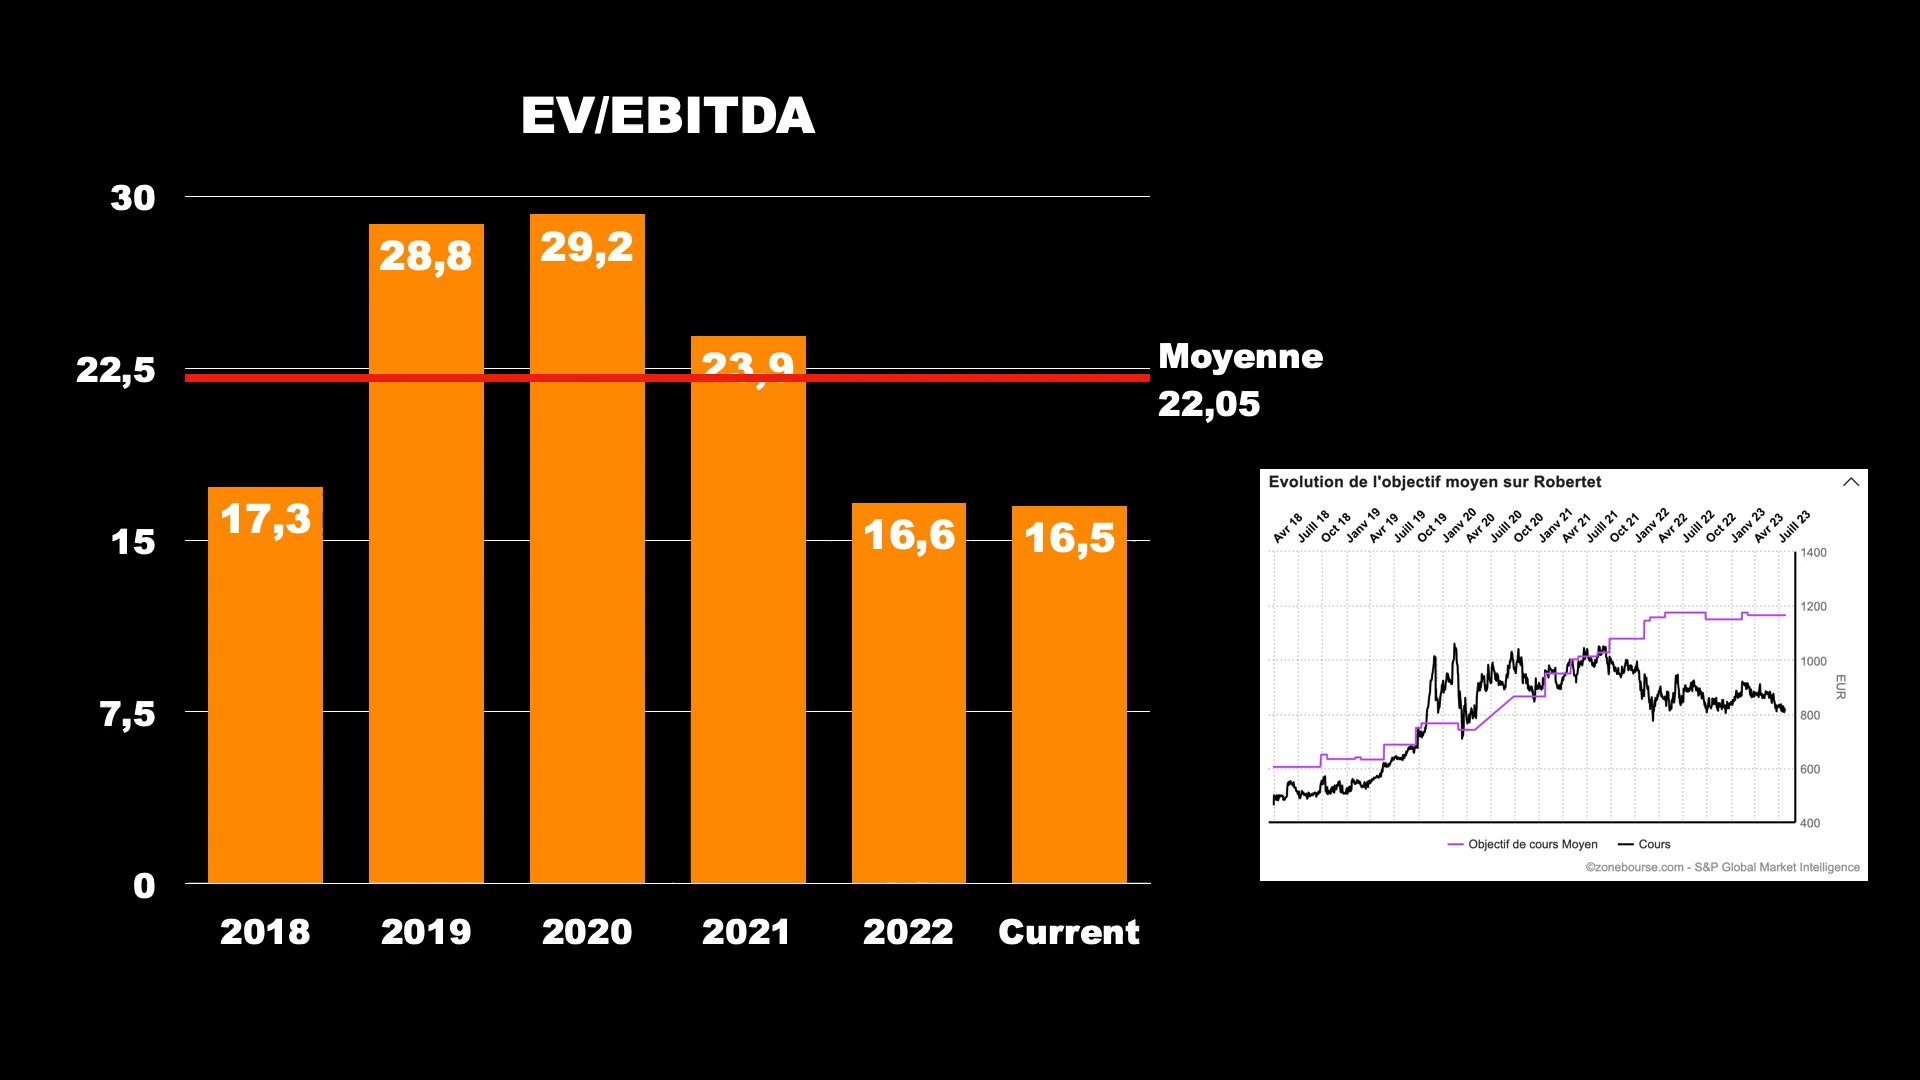 EV/EBITDA
30
22,5
15
7,5
0
17,3
28,8
29,2
23,9
16,6
16,5
2018
2019
2020
2021
2022
Current
Moyenne
22,05
Evolution de l'objectif moyen sur Robertet
Avr 18
Juill 18
Oct 18
Janv 19
Avr 19
Juill 19
Oct 19
Janv 20
Avr 20
Juill 20
Oct 20
Janv 21
Avr 21
Juill 21
Oct 21
Janv 22
Avr 22
Juill 22
Oct 22
Janv 23
Avr 23
Juill 23
1400
1200
1000
800
600
400
EUR
Objectif de cours Moyen
Cours
©zonebourse.com - S&P Global Market Intelligence